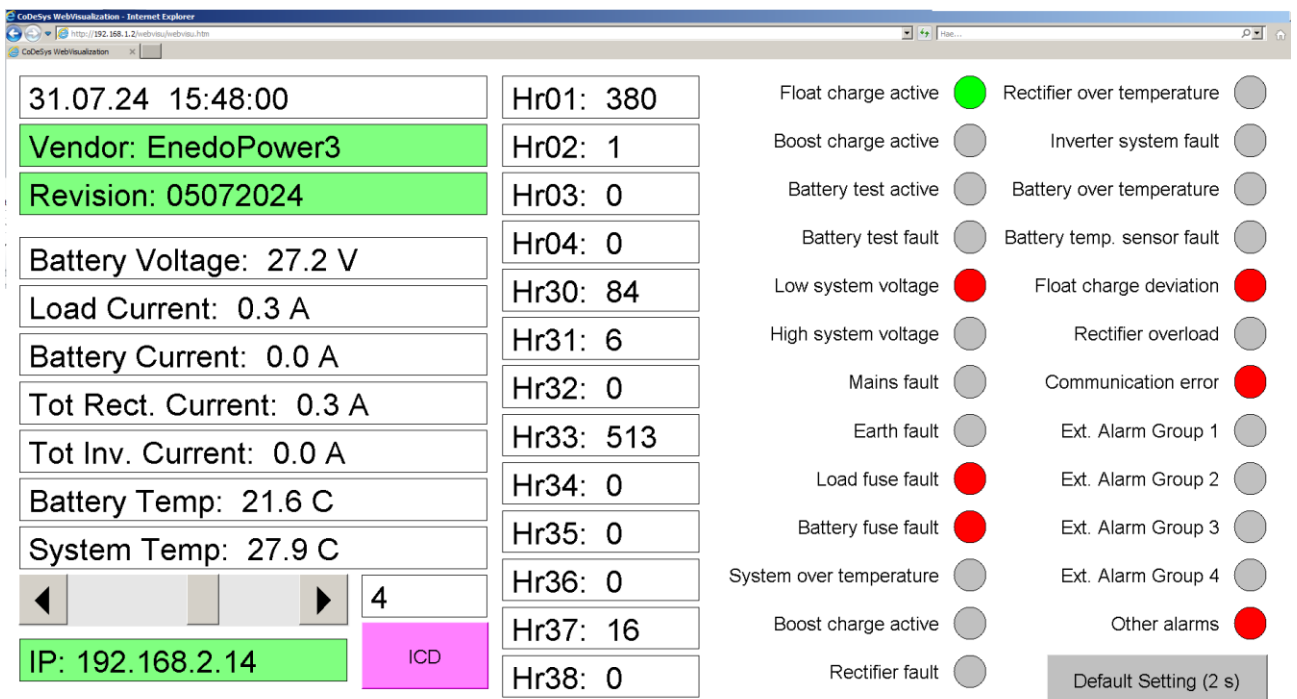 CoDeSys WebVisualization - Internet Explorer
http://192.168.1.2/webvisu/webvisu.htm
Hae...
CoDeSys WebVisualization
31.07.24 15:48:00
Vendor: EnedoPower3
Revision: 05072024
Battery Voltage: 27.2 V
Load Current: 0.3 A
Battery Current: 0.0 A
Tot Rect. Current: 0.3 A
Tot Inv. Current: 0.0 A
Battery Temp: 21.6 C
System Temp: 27.9 C
4
IP: 192.168.2.14
ICD
Hr01: 380
Hr02: 1
Hr03: 0
Hr04: 0
Hr30: 84
Hr31: 6
Hr32: 0
Hr33: 513
Hr34: 0
Hr35: 0
Hr36: 0
Hr37: 16
Hr38: 0
Float charge active
Boost charge active
Battery test active
Battery test fault
Low system voltage
High system voltage
Mains fault
Earth fault
Load fuse fault
Battery fuse fault
System over temperature
Boost charge active
Rectifier fault
Rectifier over temperature
Inverter system fault
Battery over temperature
Battery temp. sensor fault
Float charge deviation
Rectifier overload
Communication error
Ext. Alarm Group 1
Ext. Alarm Group 2
Ext. Alarm Group 3
Ext. Alarm Group 4
Other alarms
Default Setting (2 s)